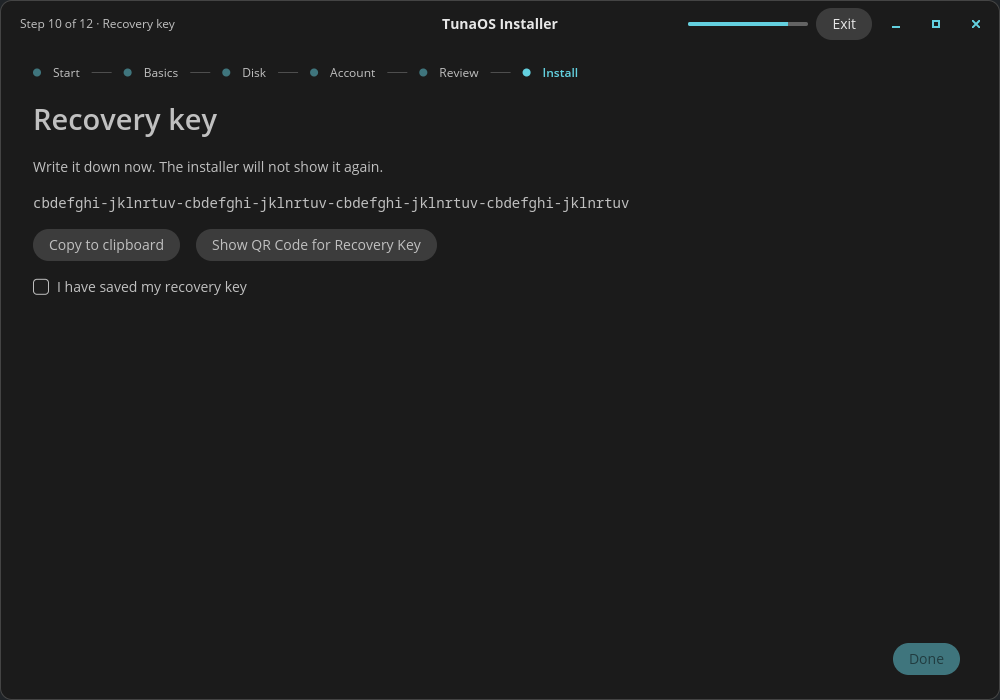 Step 10 of 12 · Recovery key
TunaOS Installer
Exit
Start
Basics
Disk
Account
Review
Install
Recovery key
Write it down now. The installer will not show it again.
cbdefghi-jklnrtuv-cbdefghi-jklnrtuv-cbdefghi-jklnrtuv-cbdefghi-jklnrtuv
Copy to clipboard
Show QR Code for Recovery Key
I have saved my recovery key
Done